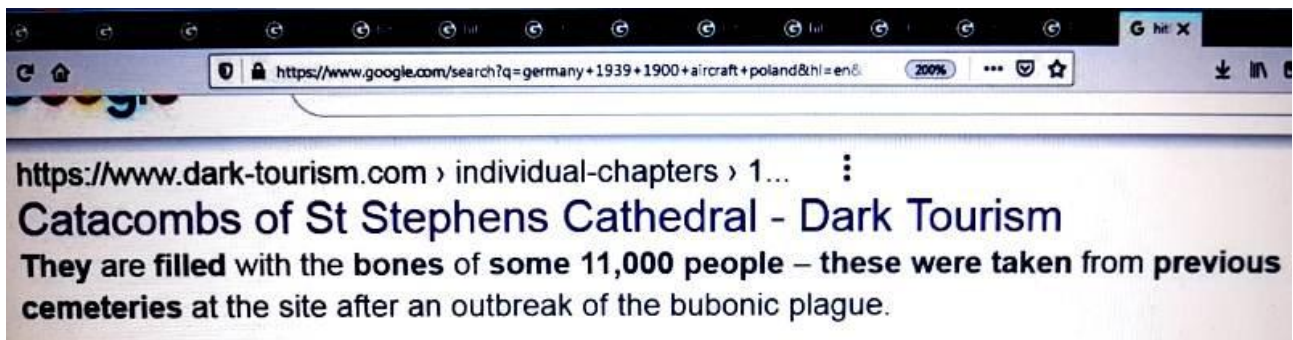 G hit
https://www.google.com/search?q=germany+1939+1900+aircraft+poland&hl=en&
200%
https://www.dark-tourism.com › individual-chapters › 1...
Catacombs of St Stephens Cathedral - Dark Tourism
They are filled with the bones of some 11,000 people – these were taken from previous
cemeteries at the site after an outbreak of the bubonic plague.